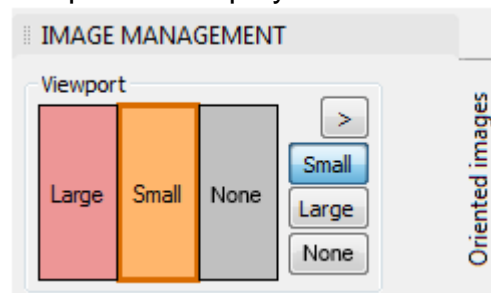 IMAGE MANAGEMENT
Viewport
>
Large Small None
Small
Large
None
Oriented images